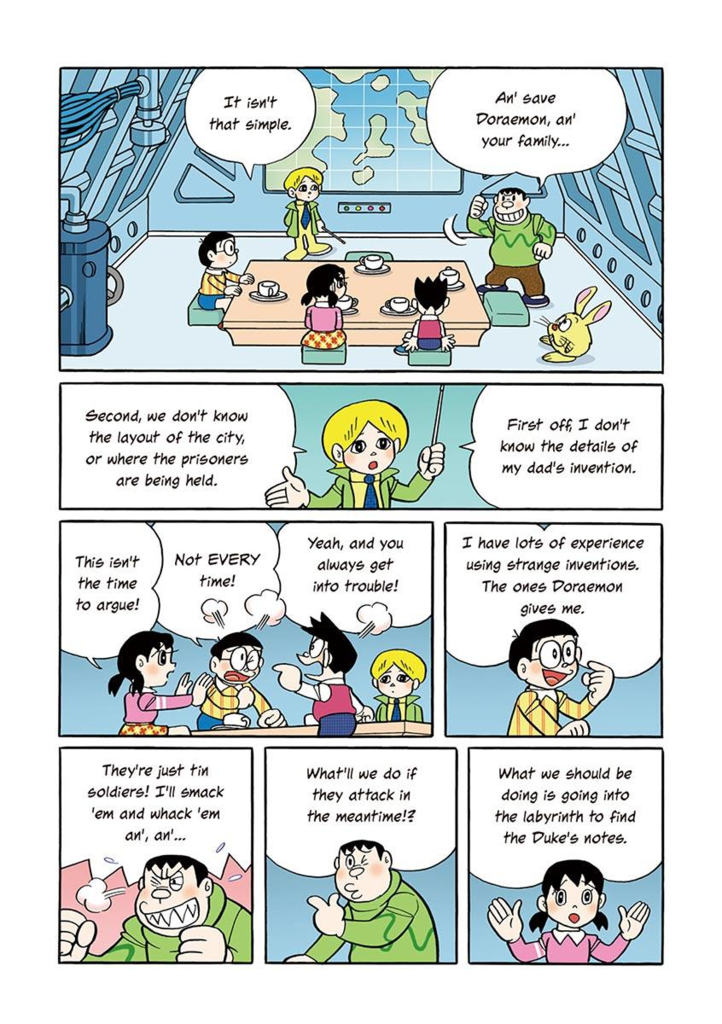 An' save
Doraemon, an'
your family...
It isn't
that simple.
First off, I don't
know the details of
my dad's invention.
Second, we don't know
the layout of the city,
or where the prisoners
are being held.
I have lots of experience
using strange inventions.
The ones Doraemon
gives me.
Yeah, and you
always get
into trouble!
Not EVERY
time!
This isn't
the time
to argue!
What we should be
doing is going into
the labyrinth to find
the Duke's notes.
What'll we do if
they attack in
the meantime!?
They're just tin
soldiers! I'll smack
'em and whack 'em
an', an'...